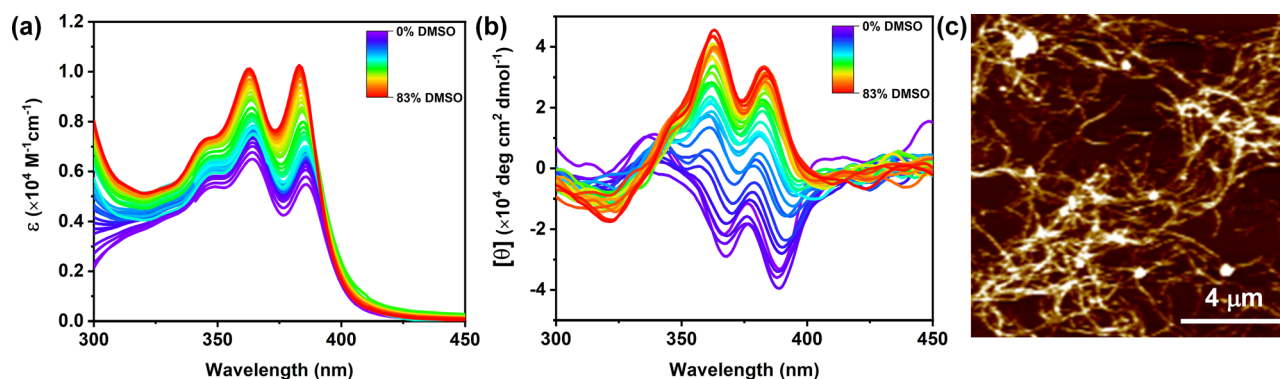 (a)
1.2
1.0
0.8
0.6
0.4
0.2
0.0
ε (×10⁴ M⁻¹cm⁻¹)
0% DMSO
83% DMSO
300
350
400
450
Wavelength (nm)
(b)
4
2
0
-2
-4
[θ] (×10⁴ deg cm² dmol⁻¹)
0% DMSO
83% DMSO
300
350
400
450
Wavelength (nm)
(c)
4 μm